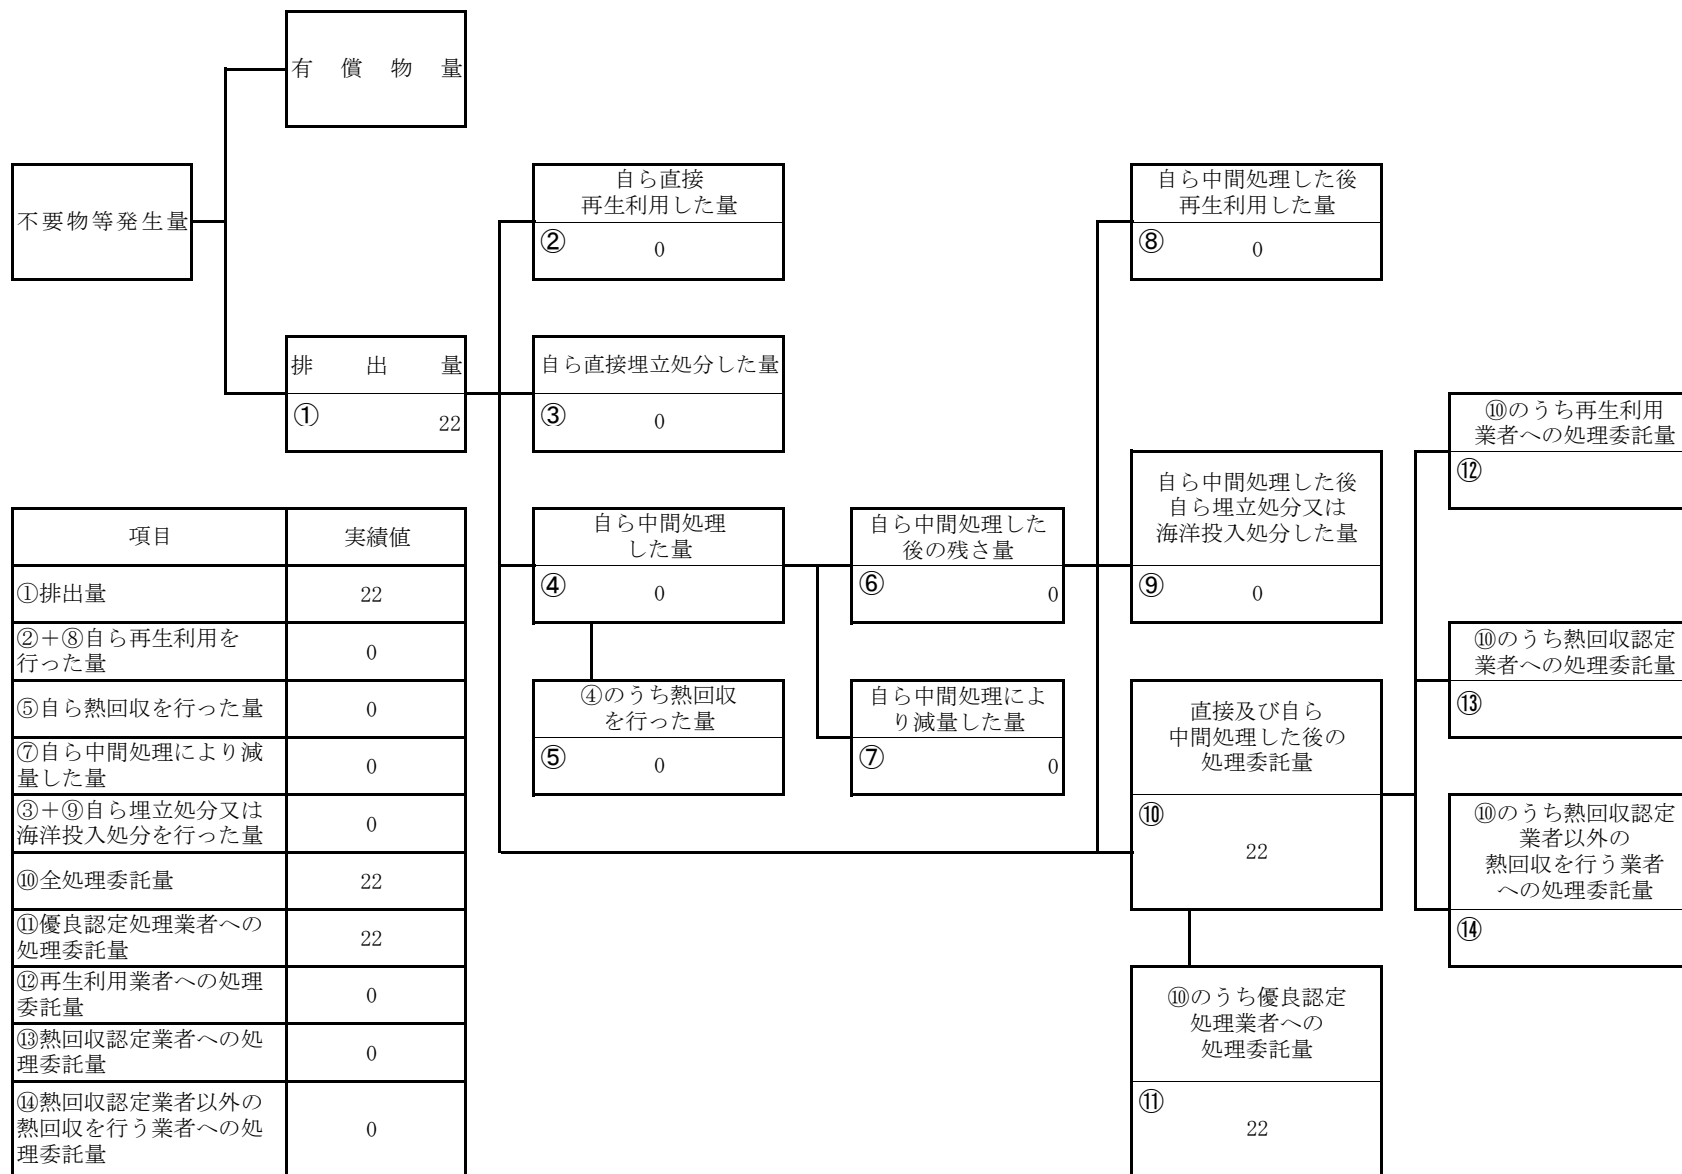 有償物量
不要物等発生量
排出量
① 22
自ら直接
再生利用した量
② 0
自ら直接埋立処分した量
③ 0
自ら中間処理
した量
④ 0
④のうち熱回収
を行った量
⑤ 0
自ら中間処理した
後の残さ量
⑥ 0
自ら中間処理によ
り減量した量
⑦ 0
自ら中間処理した後
再生利用した量
⑧ 0
自ら中間処理した後
自ら埋立処分又は
海洋投入処分した量
⑨ 0
直接及び自ら
中間処理した後の
処理委託量
⑩
22
⑩のうち優良認定
処理業者への
処理委託量
⑪
22
⑩のうち再生利用
業者への処理委託量
⑫
⑩のうち熱回収認定
業者への処理委託量
⑬
⑩のうち熱回収認定
業者以外の
熱回収を行う業者
への処理委託量
⑭
項目 実績値
①排出量 22
②+⑧自ら再生利用を
行った量 0
⑤自ら熱回収を行った量 0
⑦自ら中間処理により減
量した量 0
③+⑨自ら埋立処分又は
海洋投入処分を行った量 0
⑩全処理委託量 22
⑪優良認定処理業者への
処理委託量 22
⑫再生利用業者への処理
委託量 0
⑬熱回収認定業者への処
理委託量 0
⑭熱回収認定業者以外の
熱回収を行う業者への処 0
理委託量